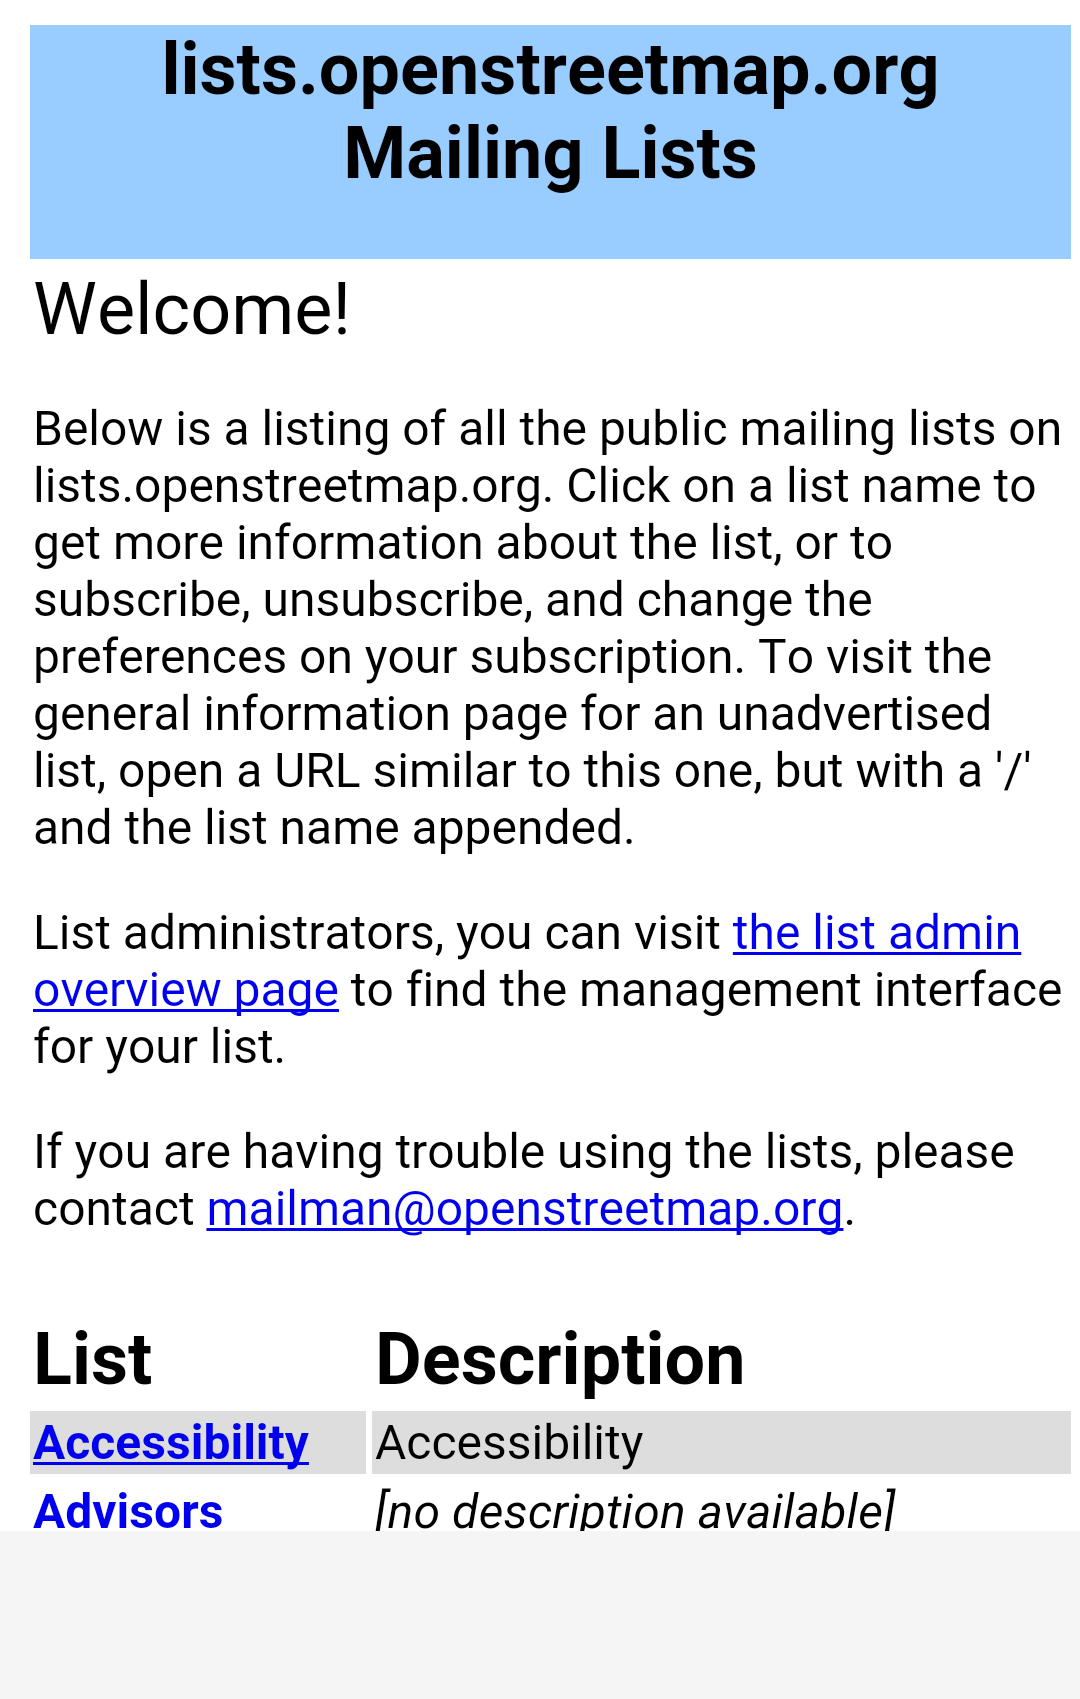 lists.openstreetmap.org
Mailing Lists
Welcome!
Below is a listing of all the public mailing lists on
lists.openstreetmap.org. Click on a list name to
get more information about the list, or to
subscribe, unsubscribe, and change the
preferences on your subscription. To visit the
general information page for an unadvertised
list, open a URL similar to this one, but with a '/'
and the list name appended.
List administrators, you can visit the list admin
overview page to find the management interface
for your list.
If you are having trouble using the lists, please
contact mailman@openstreetmap.org.
List Description
Accessibility Accessibility
Advisors [no description available]